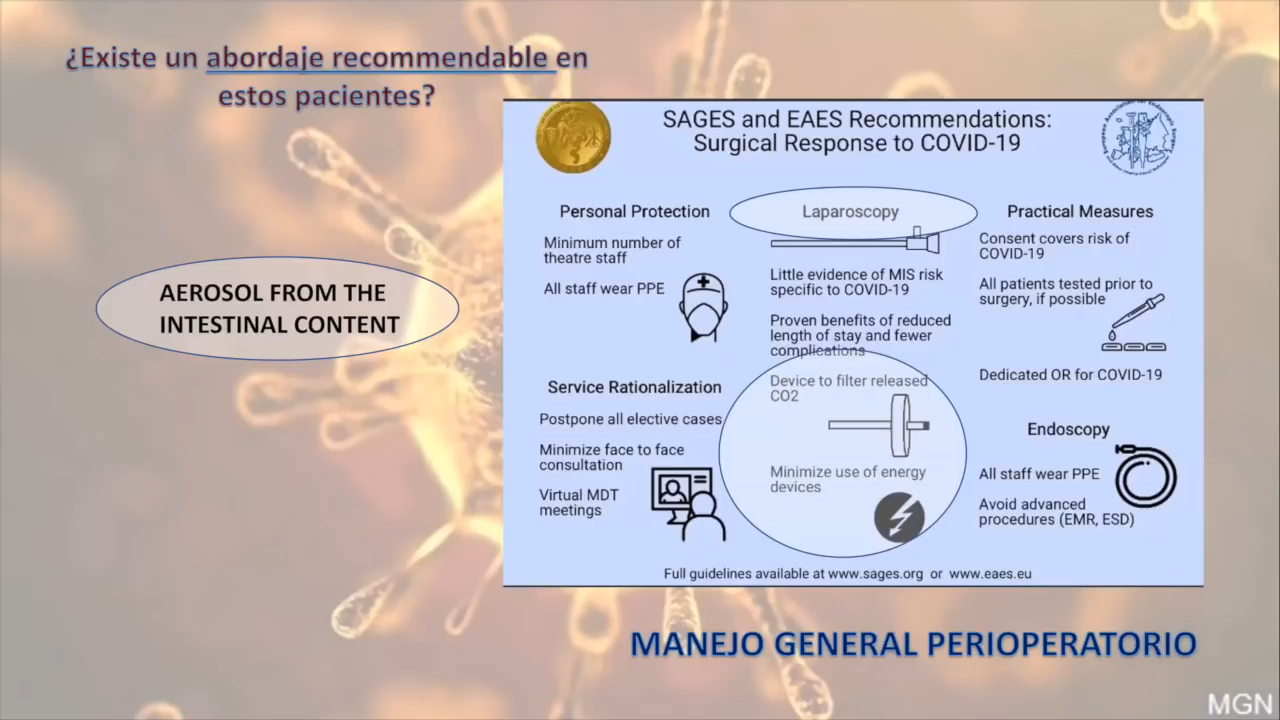 ¿Existe un abordaje recommendable en
estos pacientes?
AEROSOL FROM THE
INTESTINAL CONTENT
SAGES and EAES Recommendations:
Surgical Response to COVID-19
Personal Protection
Minimum number of
theatre staff
All staff wear PPE
Service Rationalization
Postpone all elective cases
Minimize face to face
consultation
Virtual MDT
meetings
Laparoscopy
Little evidence of MIS risk
specific to COVID-19
Proven benefits of reduced
length of stay and fewer
complications
Device to filter released
CO2
Minimize use of energy
devices
Practical Measures
Consent covers risk of
COVID-19
All patients tested prior to
surgery, if possible
Dedicated OR for COVID-19
Endoscopy
All staff wear PPE
Avoid advanced
procedures (EMR, ESD)
Full guidelines available at www.sages.org or www.eaes.eu
MANEJO GENERAL PERIOPERATORIO
MGN